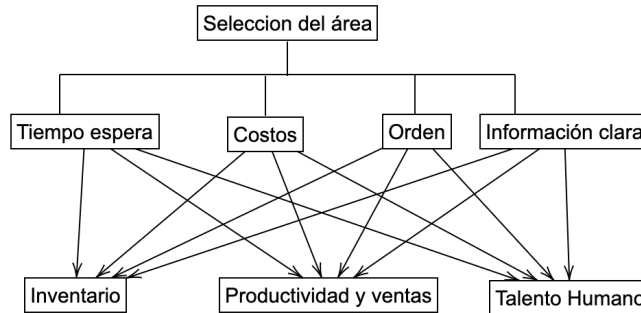 Seleccion del área
Tiempo espera
Costos
Orden
Información clara
Inventario
Productividad y ventas
Talento Humano